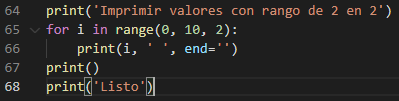 64 print('Imprimir valores con rango de 2 en 2')
65 for i in range(0, 10, 2):
66     print(i, ' ', end='')
67 print()
68 print('Listo')